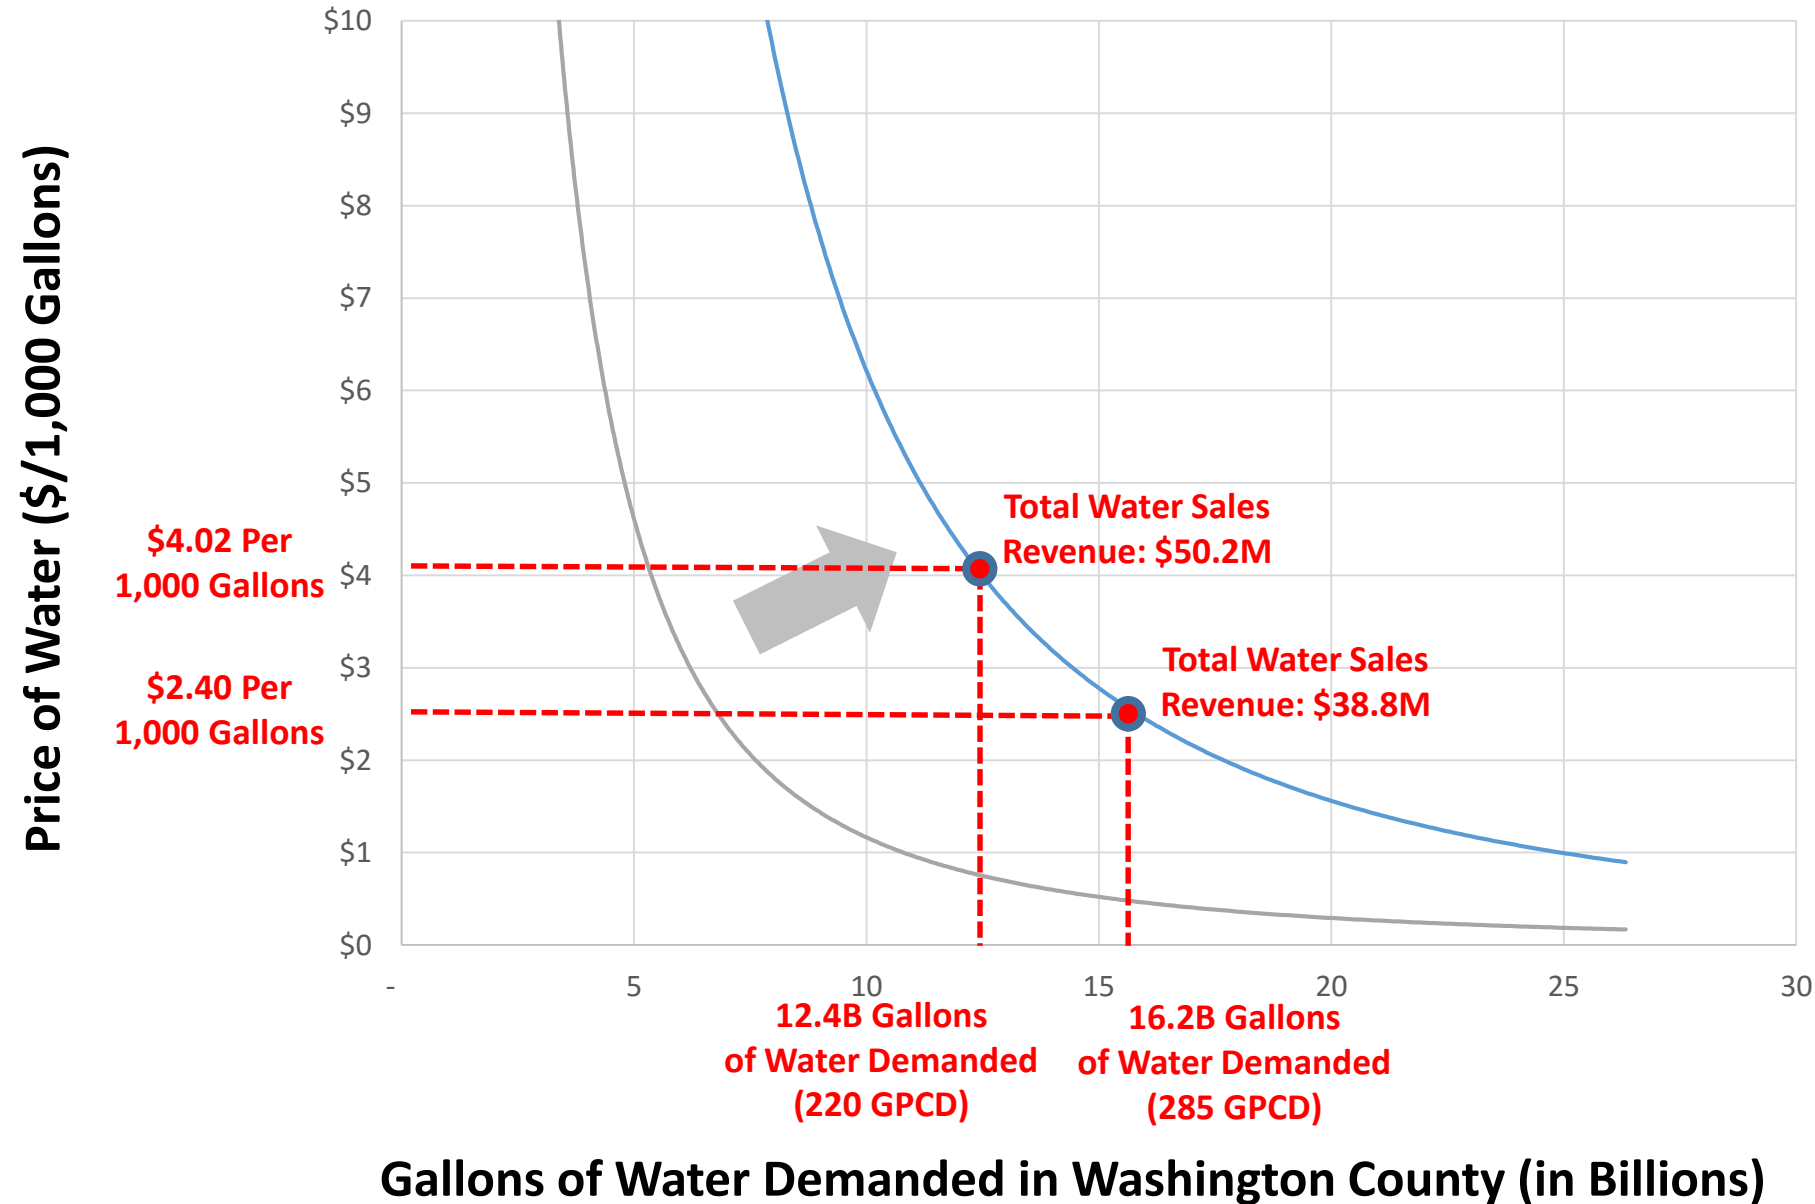 Price of Water ($/1,000 Gallons)
$10
$9
$8
$7
$6
$5
$4
$3
$2
$1
$0
$4.02 Per
1,000 Gallons
$2.40 Per
1,000 Gallons
Total Water Sales
Revenue: $50.2M
Total Water Sales
Revenue: $38.8M
- 5 10 15 20 25 30
12.4B Gallons
of Water Demanded
(220 GPCD)
16.2B Gallons
of Water Demanded
(285 GPCD)
Gallons of Water Demanded in Washington County (in Billions)